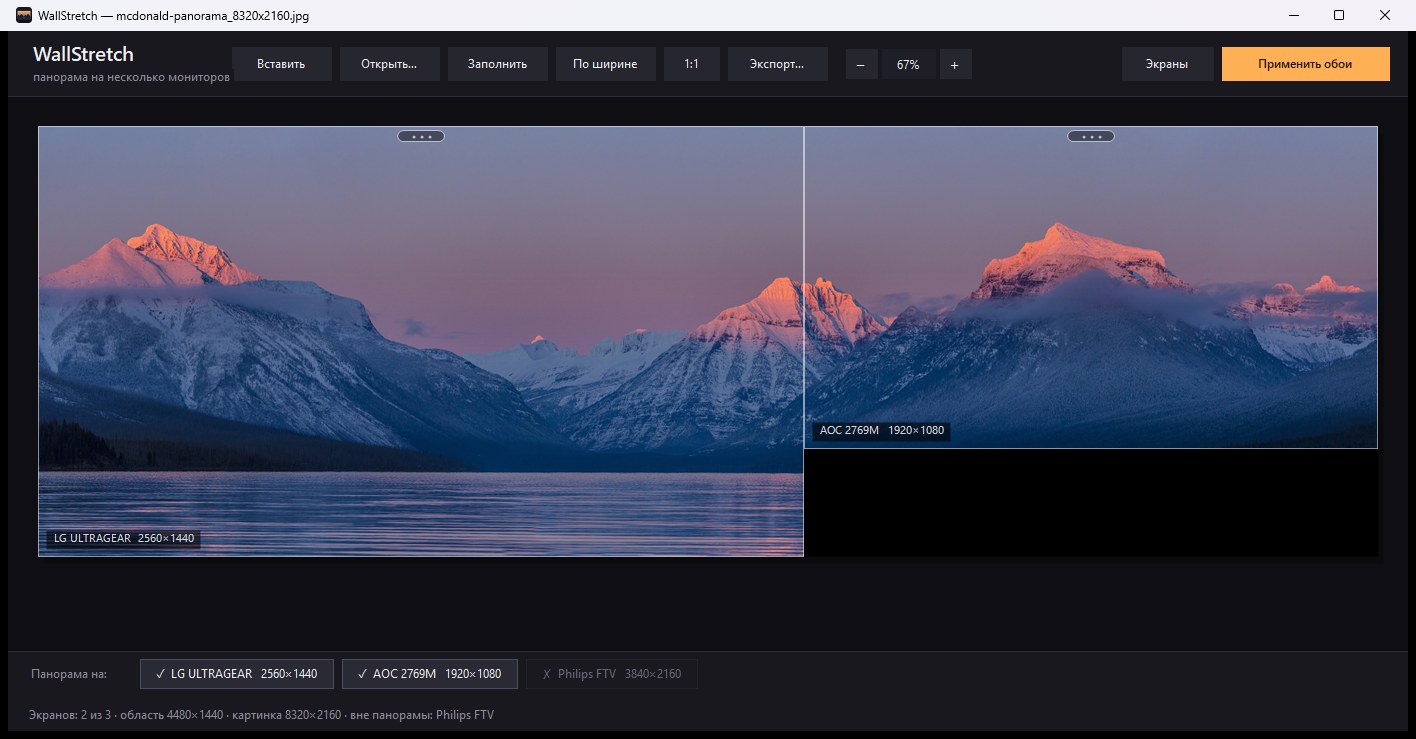 WallStretch — mcdonald-panorama_8320x2160.jpg
WallStretch
панорама на несколько мониторов
Вставить Открыть... Заполнить По ширине 1:1 Экспорт... − 67% + Экраны Применить обои
AOC 2769M 1920×1080
LG ULTRAGEAR 2560×1440
Панорама на: ✓ LG ULTRAGEAR 2560×1440 ✓ AOC 2769M 1920×1080 ✗ Philips FTV 3840×2160
Экранов: 2 из 3 · область 4480×1440 · картинка 8320×2160 · вне панорамы: Philips FTV